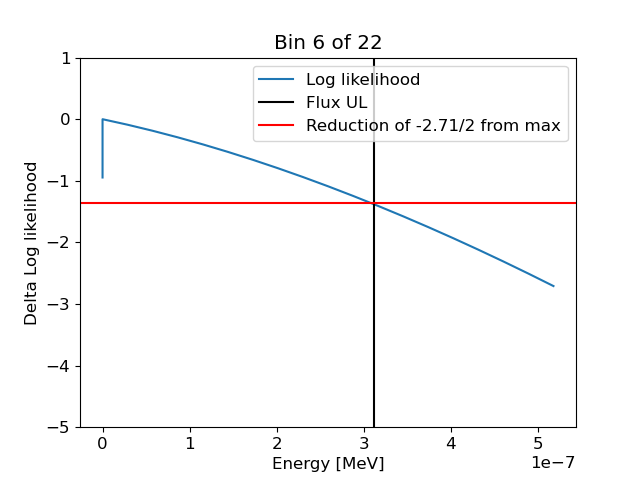 Bin 6 of 22
Log likelihood
Flux UL
Reduction of -2.71/2 from max
Delta Log likelihood
1
0
−1
−2
−3
−4
−5
0 1 2 3 4 5
1e−7
Energy [MeV]